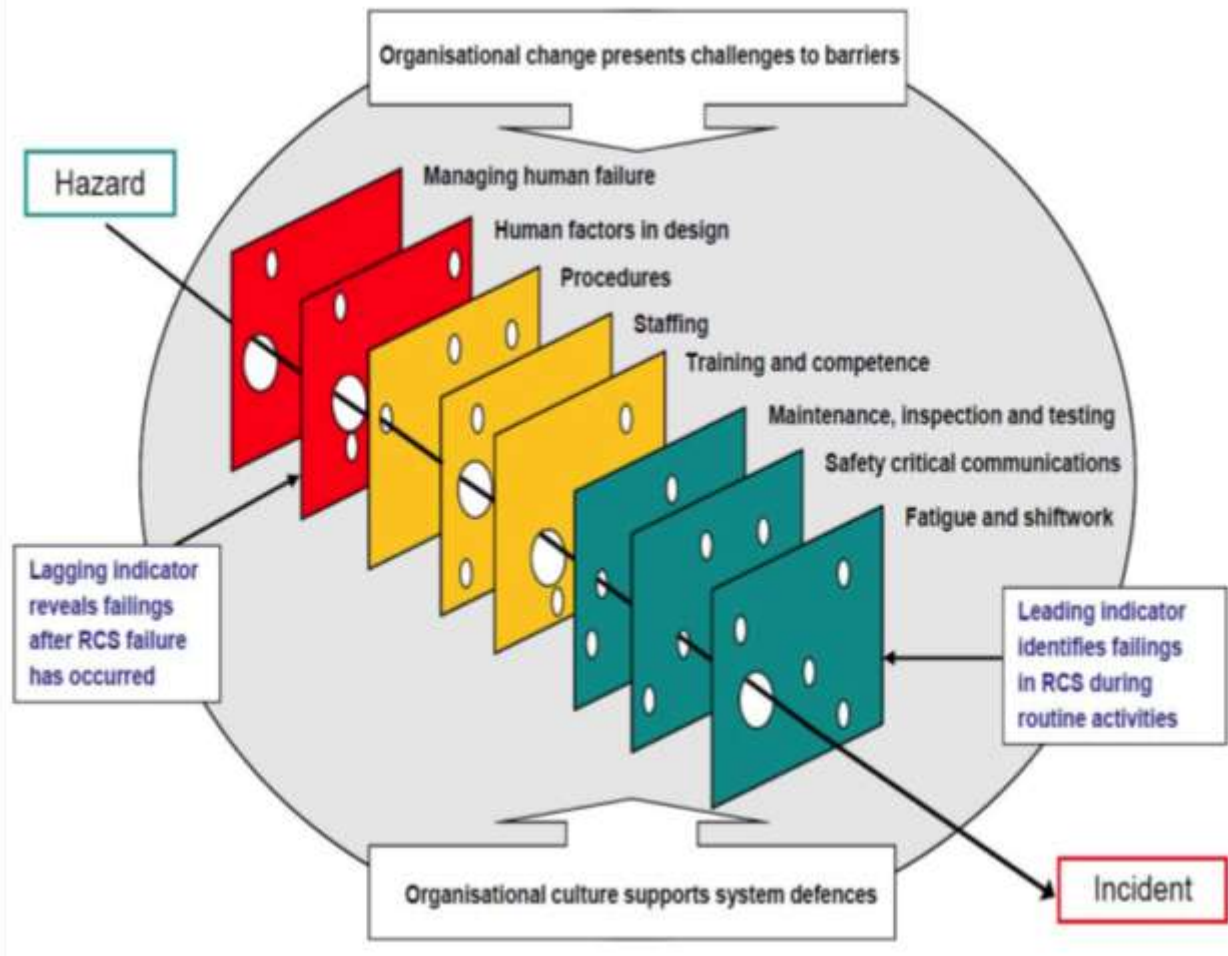 Organisational change presents challenges to barriers
Hazard
Managing human failure
Human factors in design
Procedures
Staffing
Training and competence
Maintenance, inspection and testing
Safety critical communications
Fatigue and shiftwork
Lagging indicator
reveals failings
after RCS failure
has occurred
Leading indicator
identifies failings
in RCS during
routine activities
Organisational culture supports system defences
Incident